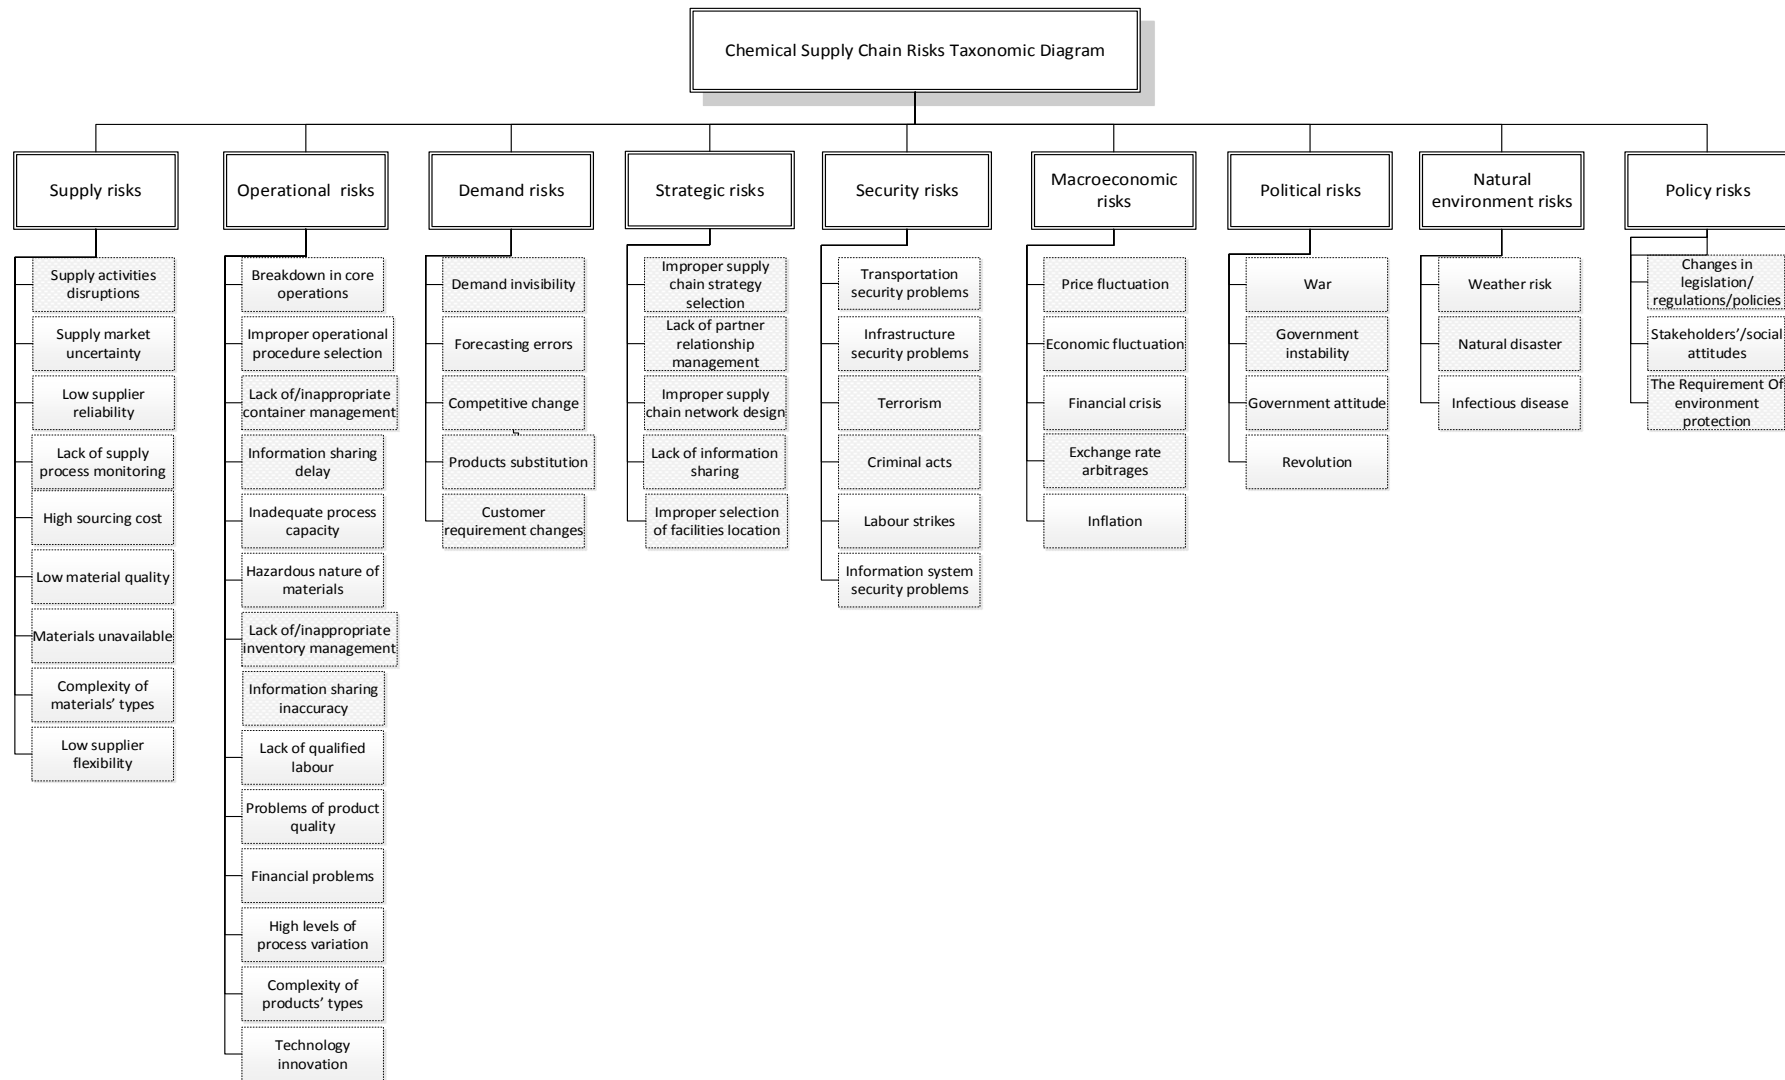 Chemical Supply Chain Risks Taxonomic Diagram
Supply risks
Operational risks
Demand risks
Strategic risks
Security risks
Macroeconomic
risks
Political risks
Natural
environment risks
Policy risks
Supply activities
disruptions
Supply market
uncertainty
Low supplier
reliability
Lack of supply
process monitoring
High sourcing cost
Low material quality
Materials unavailable
Complexity of
materials’ types
Low supplier
flexibility
Breakdown in core
operations
Improper operational
procedure selection
Lack of/inappropriate
container management
Information sharing
delay
Inadequate process
capacity
Hazardous nature of
materials
Lack of/inappropriate
inventory management
Information sharing
inaccuracy
Lack of qualified
labour
Problems of product
quality
Financial problems
High levels of
process variation
Complexity of
products’ types
Technology
innovation
Demand invisibility
Forecasting errors
Competitive change
Products substitution
Customer
requirement changes
Improper supply
chain strategy
selection
Lack of partner
relationship
management
Improper supply
chain network design
Lack of information
sharing
Improper selection
of facilities location
Transportation
security problems
Infrastructure
security problems
Terrorism
Criminal acts
Labour strikes
Information system
security problems
Price fluctuation
Economic fluctuation
Financial crisis
Exchange rate
arbitrages
Inflation
War
Government
instability
Government attitude
Revolution
Weather risk
Natural disaster
Infectious disease
Changes in
legislation/
regulations/policies
Stakeholders’/social
attitudes
The Requirement Of
environment
protection